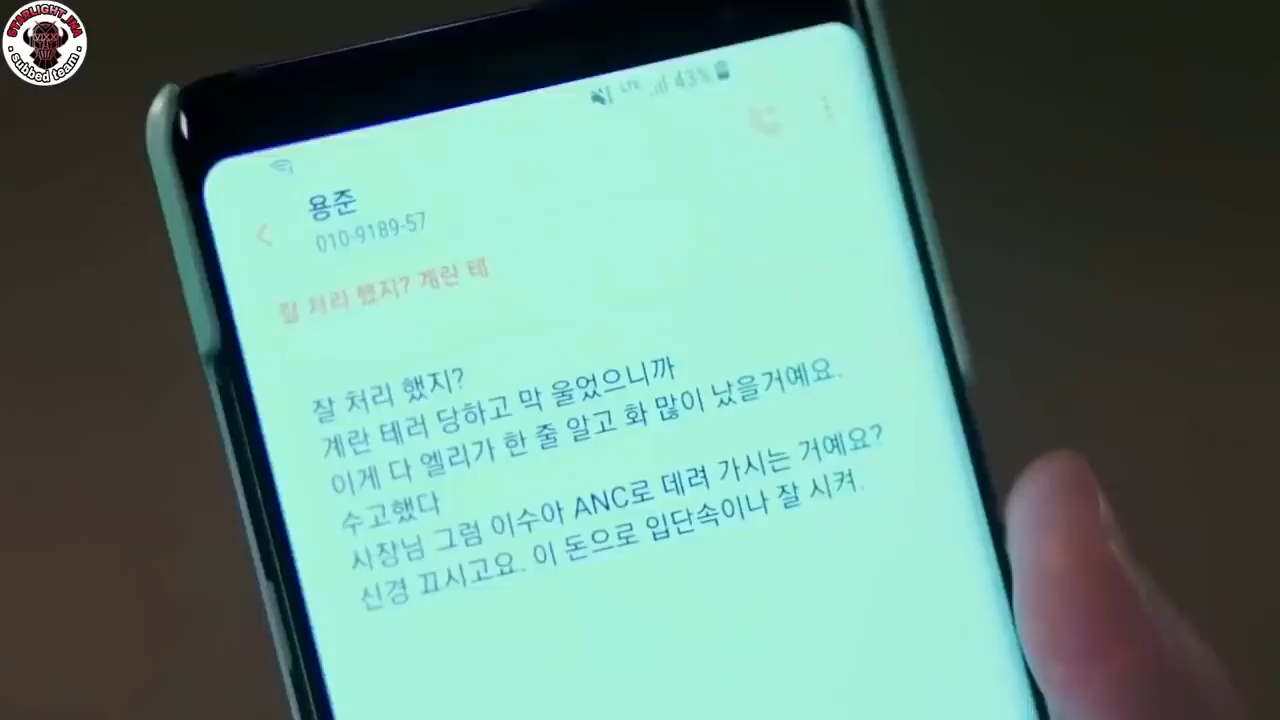 STARLIGHT_JNA
subbed team
LTE 43%
용준
010-9189-57
잘 처리 했지? 계란 테
잘 처리 했지?
계란 테러 당하고 막 울었으니까
이게 다 엘리가 한 줄 알고 화 많이 났을거예요.
수고했다
사장님 그럼 이수아 ANC로 데려 가시는 거예요?
신경 끄시고요. 이 돈으로 입단속이나 잘 시켜.